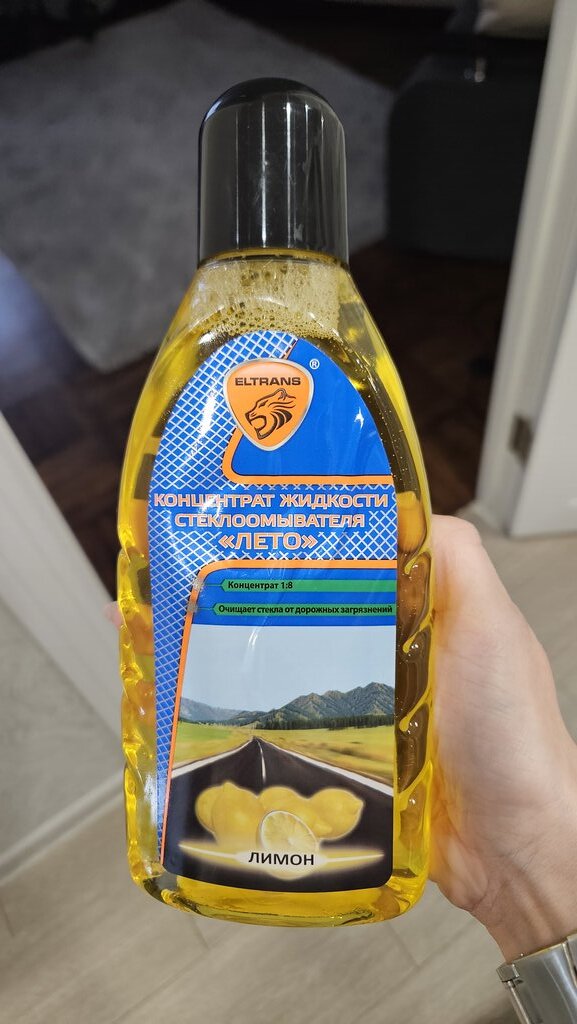 ELTRANS
®
КОНЦЕНТРАТ ЖИДКОСТИ
СТЕКЛООМЫВАТЕЛЯ
«ЛЕТО»
Концентрат 1:8
Очищает стекла от дорожных загрязнений
ЛИМОН